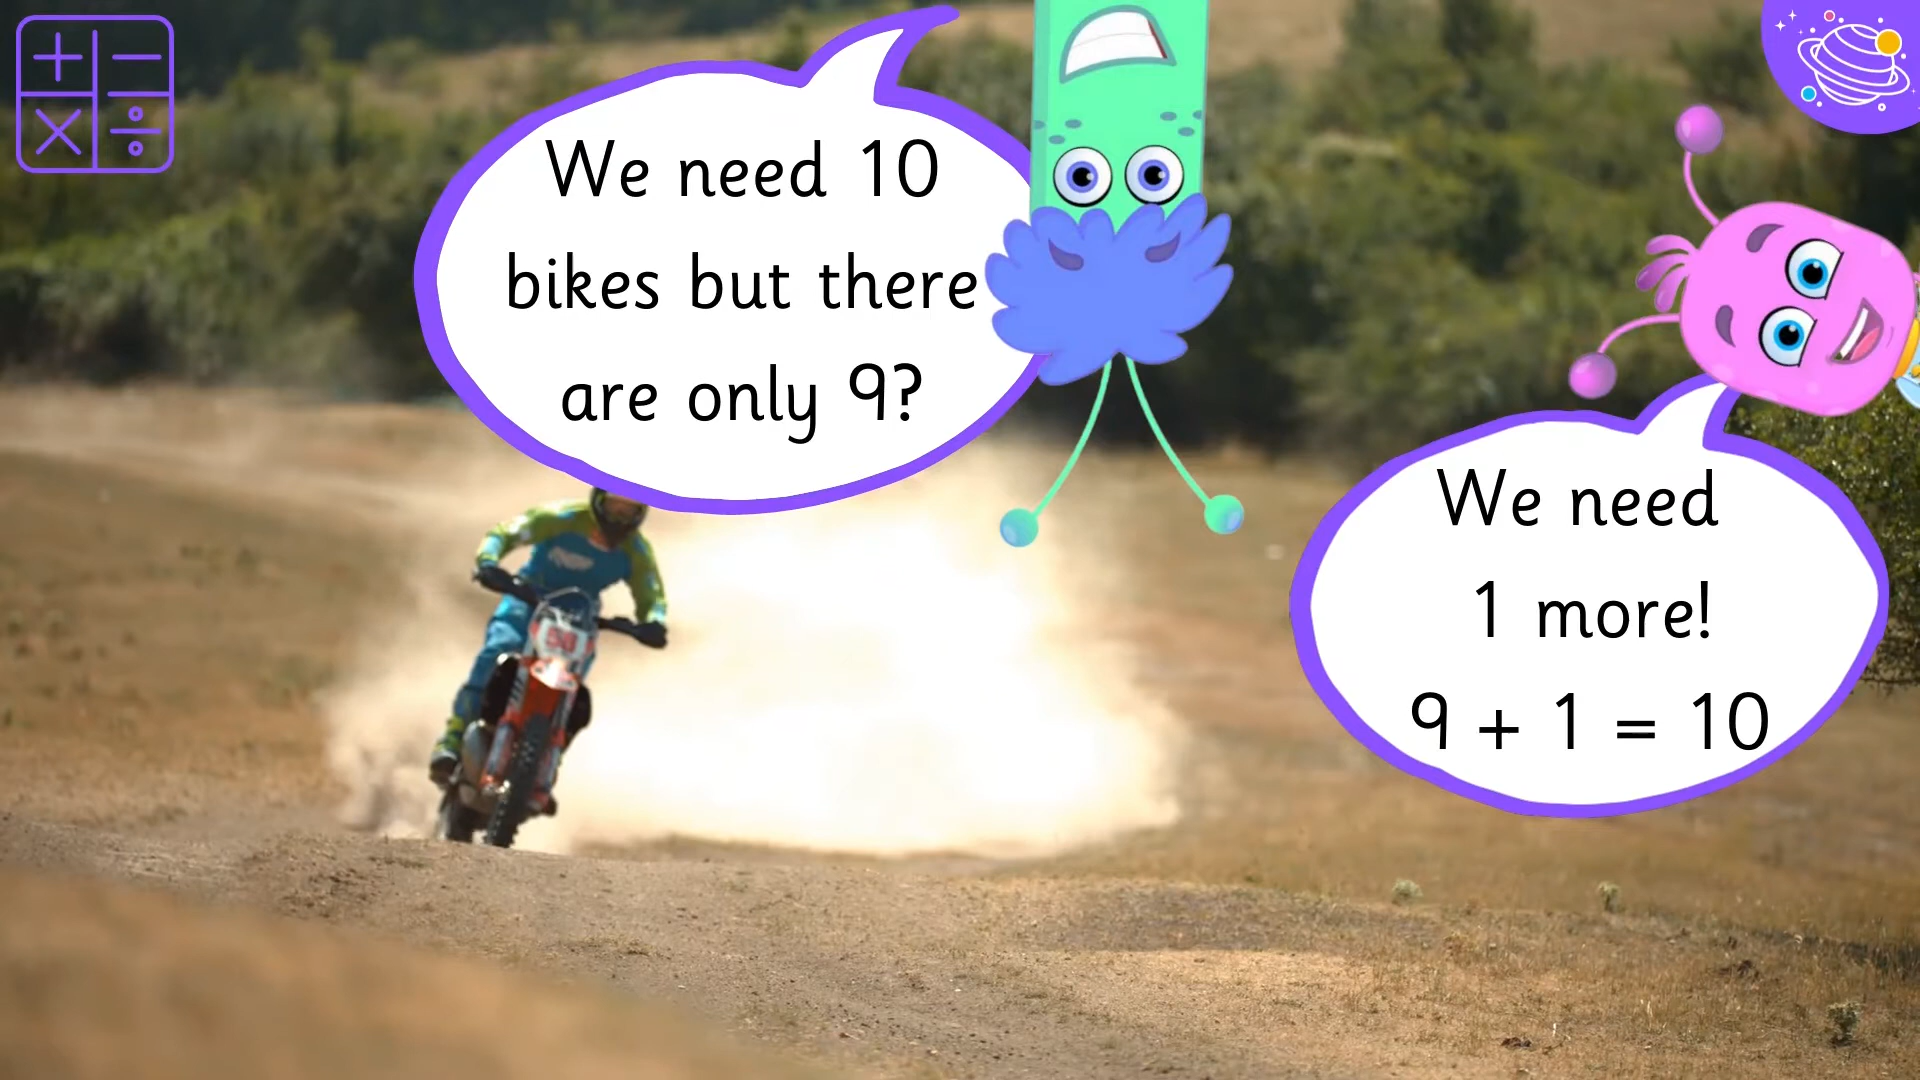 We need 10
bikes but there
are only 9?
We need
1 more!
9 + 1 = 10